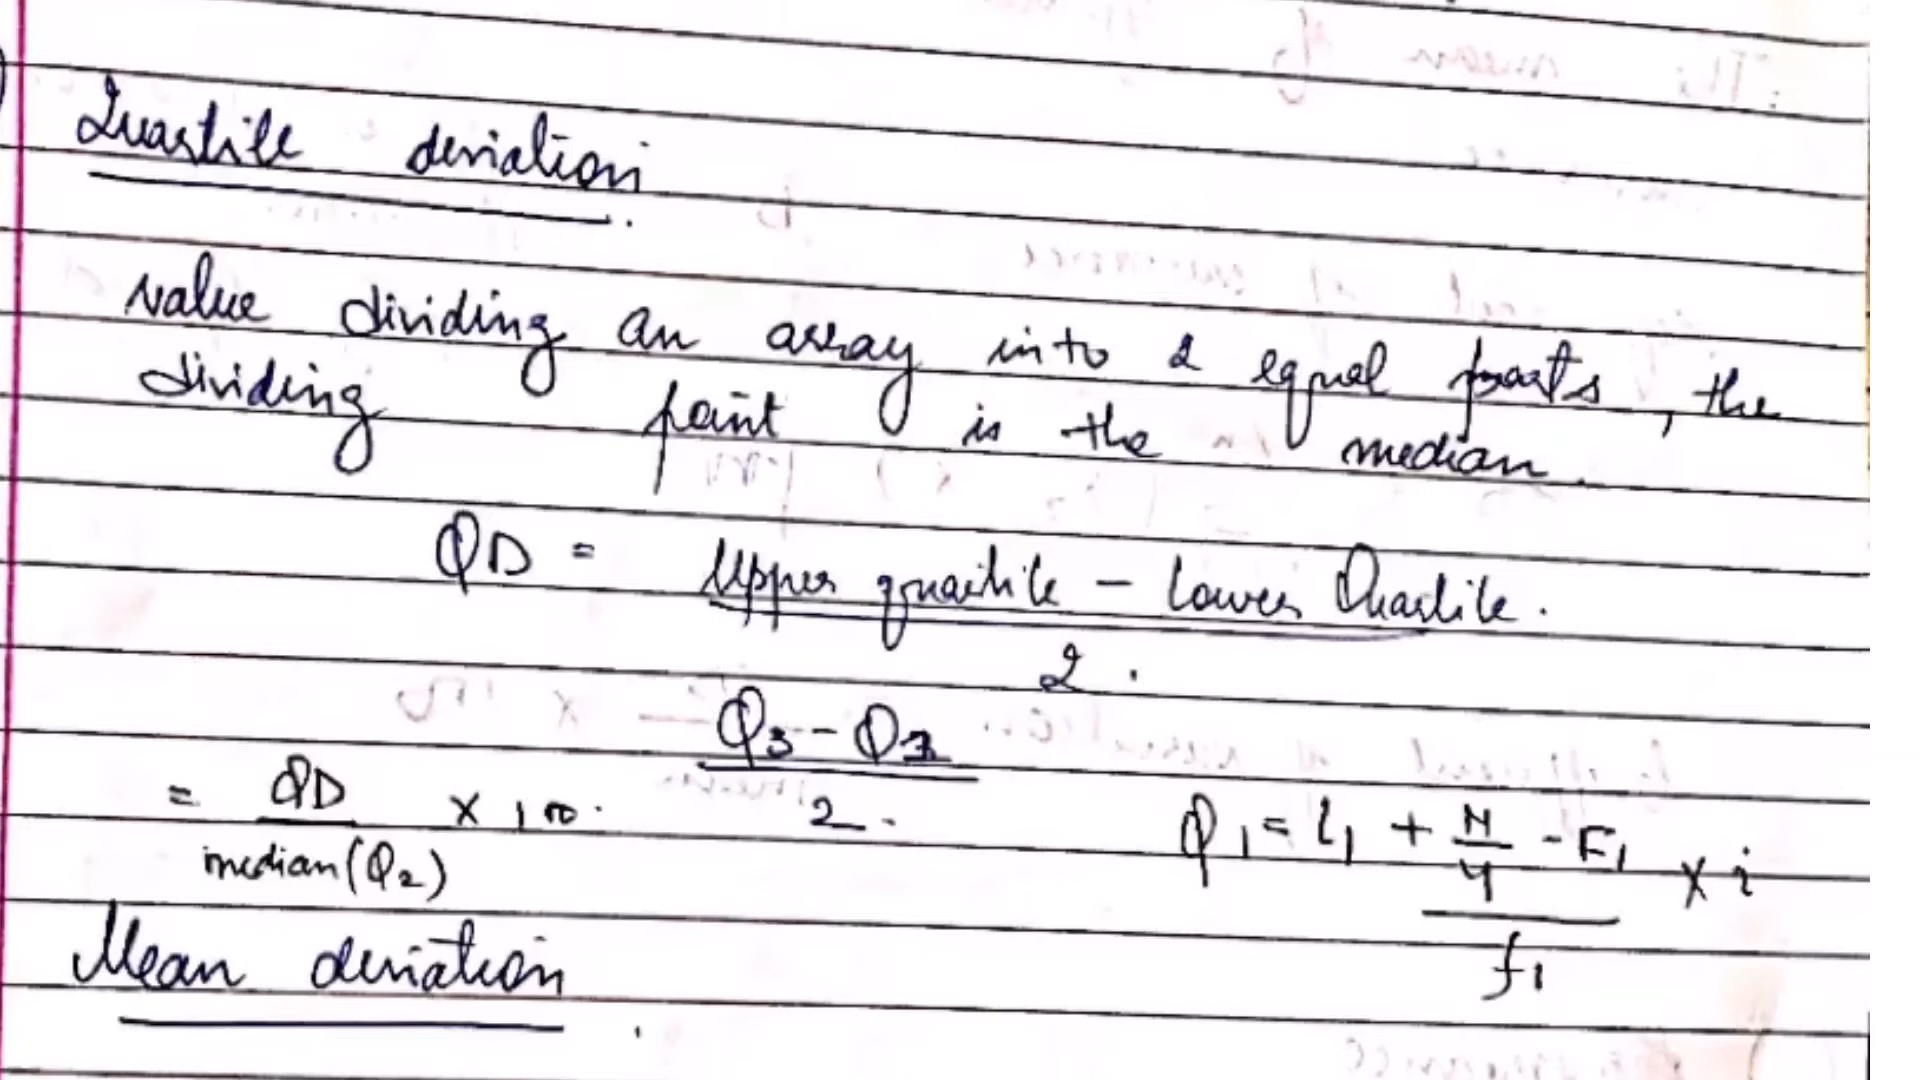 Quartile deviation.
value dividing an array into 2 equal parts, the
dividing point is the median.
QD = Upper quartile - Lower Quartile.
2.
Q3 - Q1
2.
= QD × 100.
median (Q2)
Q1 = l1 + N/4 - F1 × i
f1
Mean deviation.